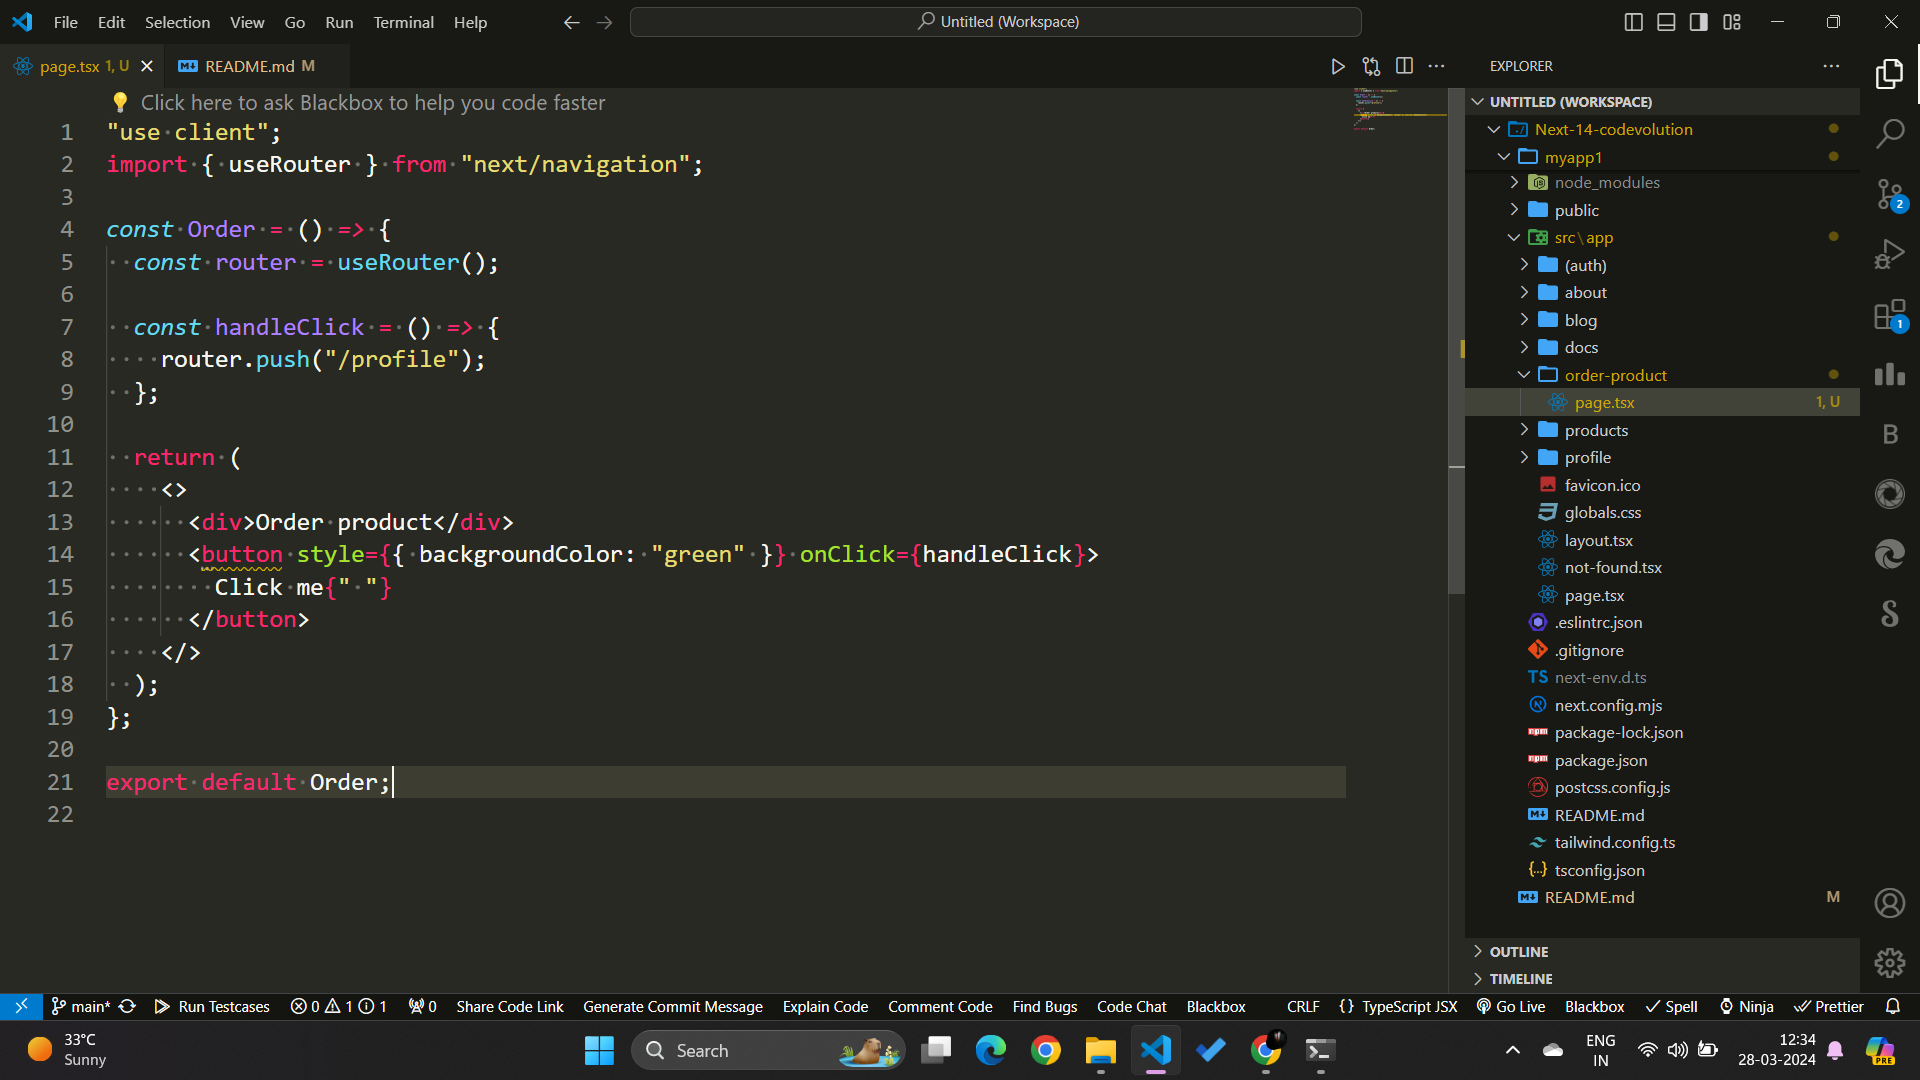 File Edit Selection View Go Run Terminal Help
Untitled (Workspace)
page.tsx 1, U
README.md M
Click here to ask Blackbox to help you code faster
1 "use client";
2 import { useRouter } from "next/navigation";
3
4 const Order = () => {
5 const router = useRouter();
6
7 const handleClick = () => {
8 router.push("/profile");
9 };
10
11 return (
12 <>
13 <div>Order product</div>
14 <button style={{ backgroundColor: "green" }} onClick={handleClick}>
15 Click me{" "}
16 </button>
17 </>
18 );
19 };
20
21 export default Order;
22
EXPLORER
UNTITLED (WORKSPACE)
Next-14-codevolution
myapp1
node_modules
public
src\app
(auth)
about
blog
docs
order-product
page.tsx 1, U
products
profile
favicon.ico
globals.css
layout.tsx
not-found.tsx
page.tsx
.eslintrc.json
.gitignore
TS next-env.d.ts
next.config.mjs
package-lock.json
package.json
postcss.config.js
README.md
tailwind.config.ts
tsconfig.json
README.md M
OUTLINE
TIMELINE
2
1
B
main* Run Testcases 0 1 1 0 Share Code Link Generate Commit Message Explain Code Comment Code Find Bugs Code Chat Blackbox CRLF {} TypeScript JSX Go Live Blackbox Spell Ninja Prettier
33°C
Sunny
Search
ENG
IN
12:34
28-03-2024
PRE